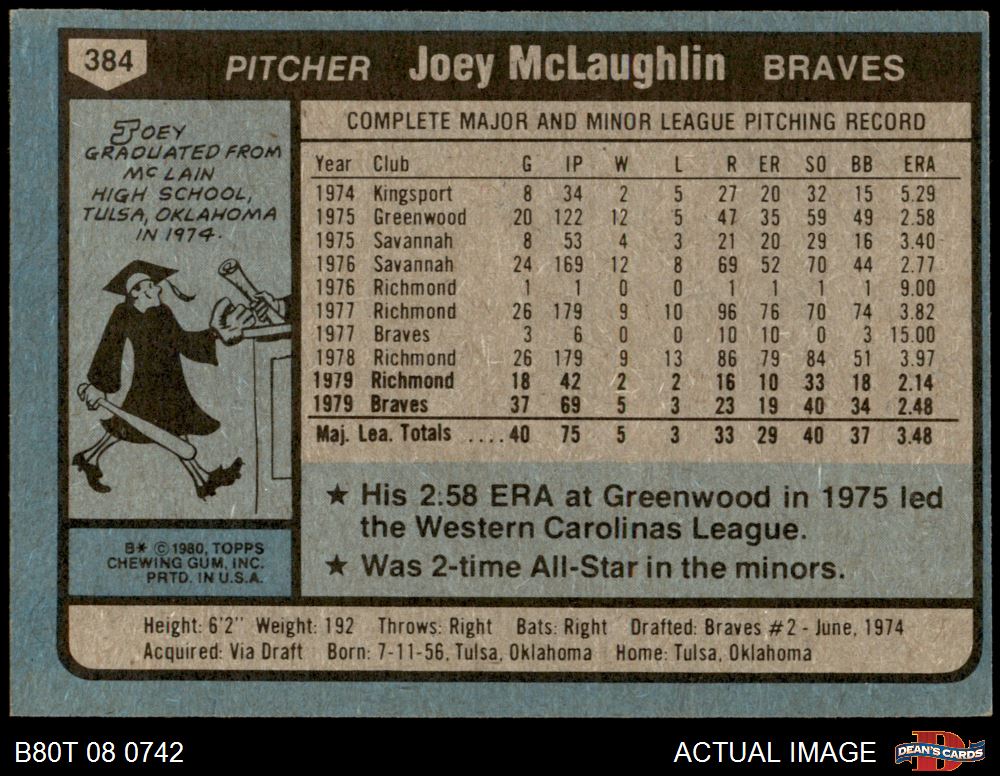 384 PITCHER Joey McLaughlin BRAVES
JOEY
GRADUATED FROM
MC LAIN
HIGH SCHOOL,
TULSA, OKLAHOMA
IN 1974.
COMPLETE MAJOR AND MINOR LEAGUE PITCHING RECORD
Year Club G IP W L R ER SO BB ERA
1974 Kingsport 8 34 2 5 27 20 32 15 5.29
1975 Greenwood 20 122 12 5 47 35 59 49 2.58
1975 Savannah 8 53 4 3 21 20 29 16 3.40
1976 Savannah 24 169 12 8 69 52 70 44 2.77
1976 Richmond 1 1 0 0 1 1 1 1 9.00
1977 Richmond 26 179 9 10 96 76 70 74 3.82
1977 Braves 3 6 0 0 10 10 0 3 15.00
1978 Richmond 26 179 9 13 86 79 84 51 3.97
1979 Richmond 18 42 2 2 16 10 33 18 2.14
1979 Braves 37 69 5 3 23 19 40 34 2.48
Maj. Lea. Totals ....40 75 5 3 33 29 40 37 3.48
★ His 2.58 ERA at Greenwood in 1975 led
the Western Carolinas League.
★ Was 2-time All-Star in the minors.
B* © 1980, TOPPS
CHEWING GUM, INC.
PRTD. IN U.S.A.
Height: 6'2" Weight: 192 Throws: Right Bats: Right Drafted: Braves #2 - June, 1974
Acquired: Via Draft Born: 7-11-56, Tulsa, Oklahoma Home: Tulsa, Oklahoma
B80T 08 0742 ACTUAL IMAGE DEAN'S CARDS